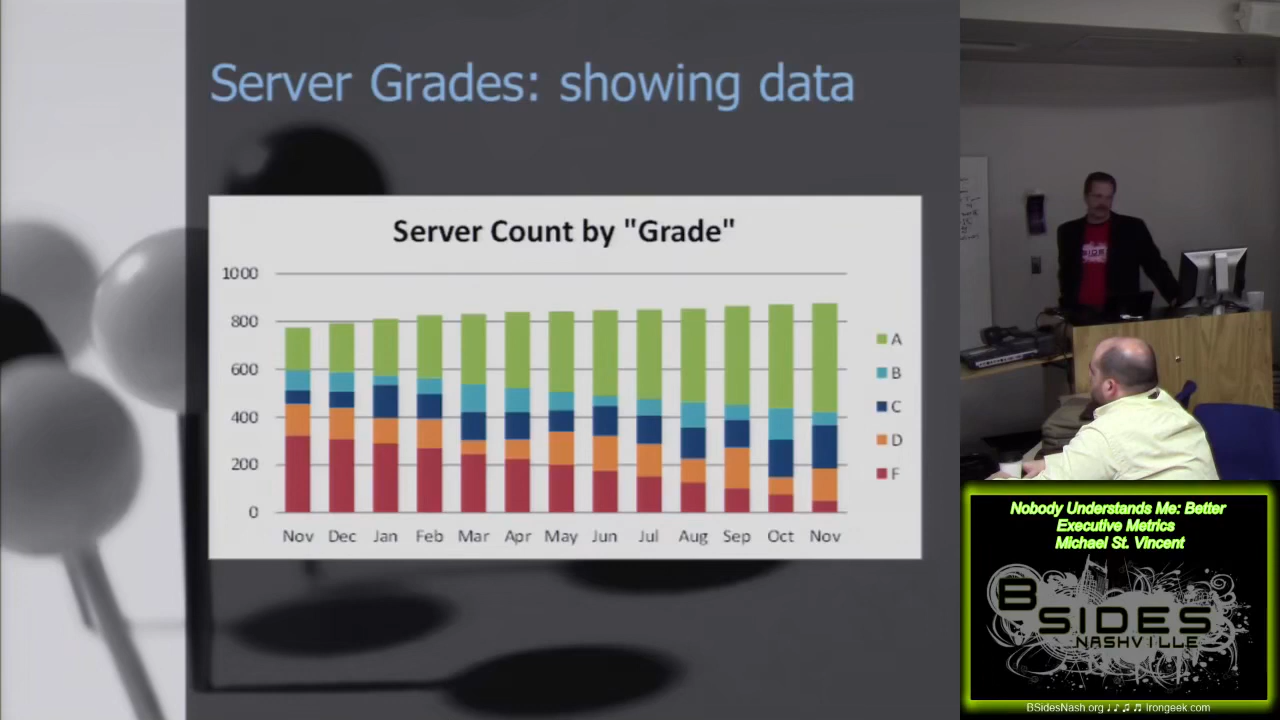 Server Grades: showing data
Server Count by "Grade"
1000
800
600
400
200
0
Nov Dec Jan Feb Mar Apr May Jun Jul Aug Sep Oct Nov
A
B
C
D
F
SIDES
Nobody Understands Me: Better
Executive Metrics
Michael St. Vincent
BSIDES
NASHVILLE
BSidesNash.org ♩♪♫♬ Irongeek.com